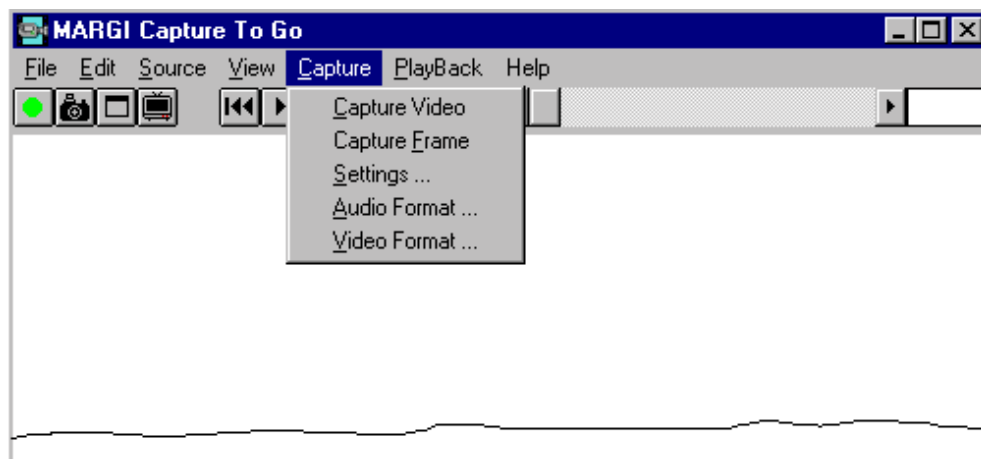 MARGI Capture To Go
File Edit Source View Capture PlayBack Help
Capture Video
Capture Frame
Settings ...
Audio Format ...
Video Format ...